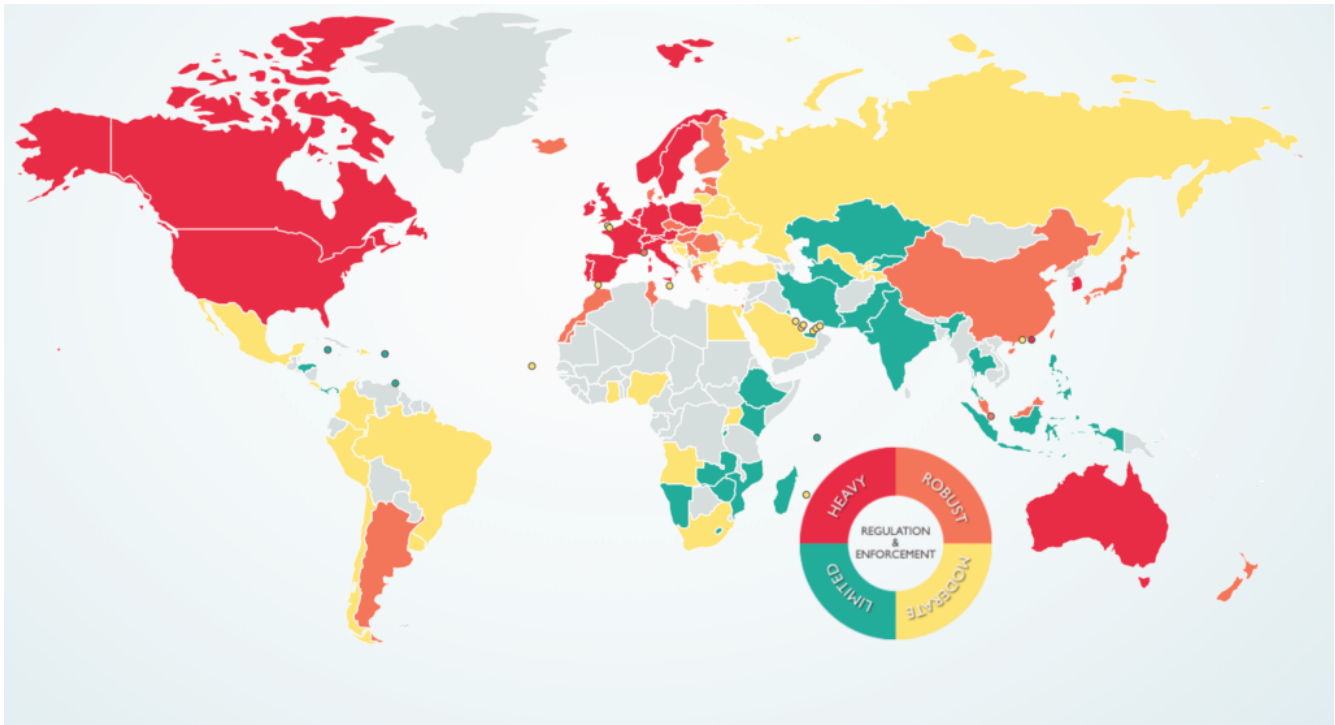 HEAVY
ROBUST
REGULATION
&
ENFORCEMENT
LIMITED
MODERATE